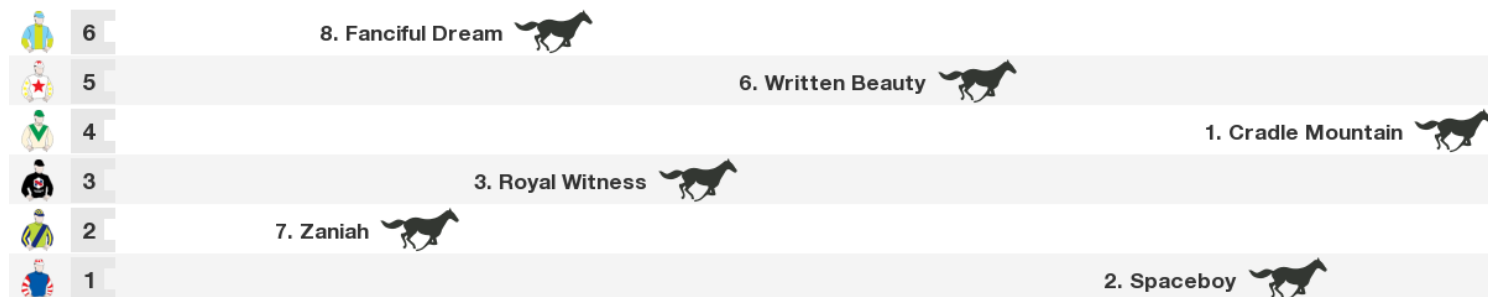 6 8. Fanciful Dream
5 6. Written Beauty
4 1. Cradle Mountain
3 3. Royal Witness
2 7. Zaniah
1 2. Spaceboy